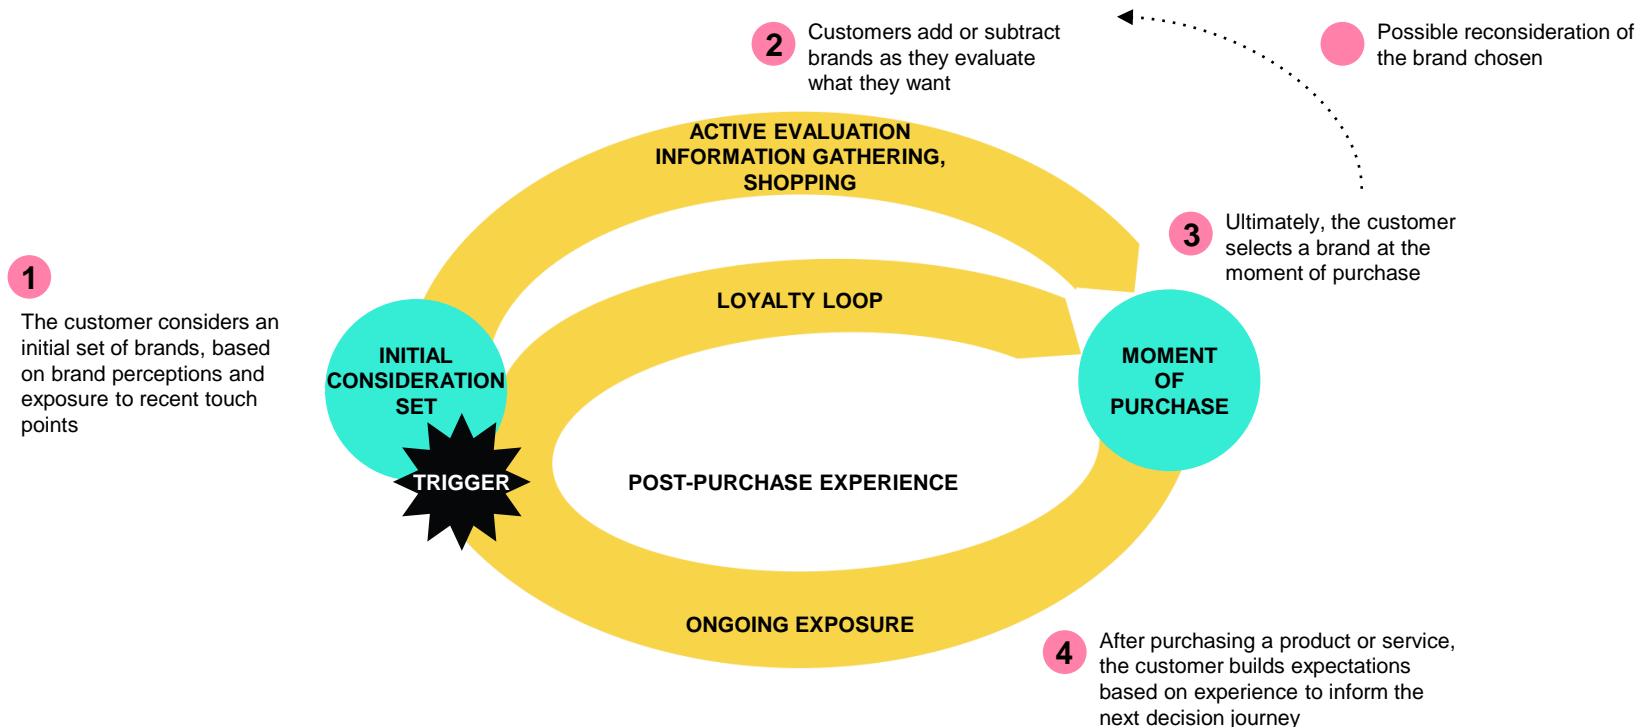 2
Customers add or subtract
brands as they evaluate
what they want
Possible reconsideration of
the brand chosen
ACTIVE EVALUATION
INFORMATION GATHERING,
SHOPPING
3
Ultimately, the customer
selects a brand at the
moment of purchase
1
The customer considers an
initial set of brands, based
on brand perceptions and
exposure to recent touch
points
LOYALTY LOOP
INITIAL
CONSIDERATION
SET
MOMENT
OF
PURCHASE
TRIGGER
POST-PURCHASE EXPERIENCE
ONGOING EXPOSURE
4
After purchasing a product or service,
the customer builds expectations
based on experience to inform the
next decision journey